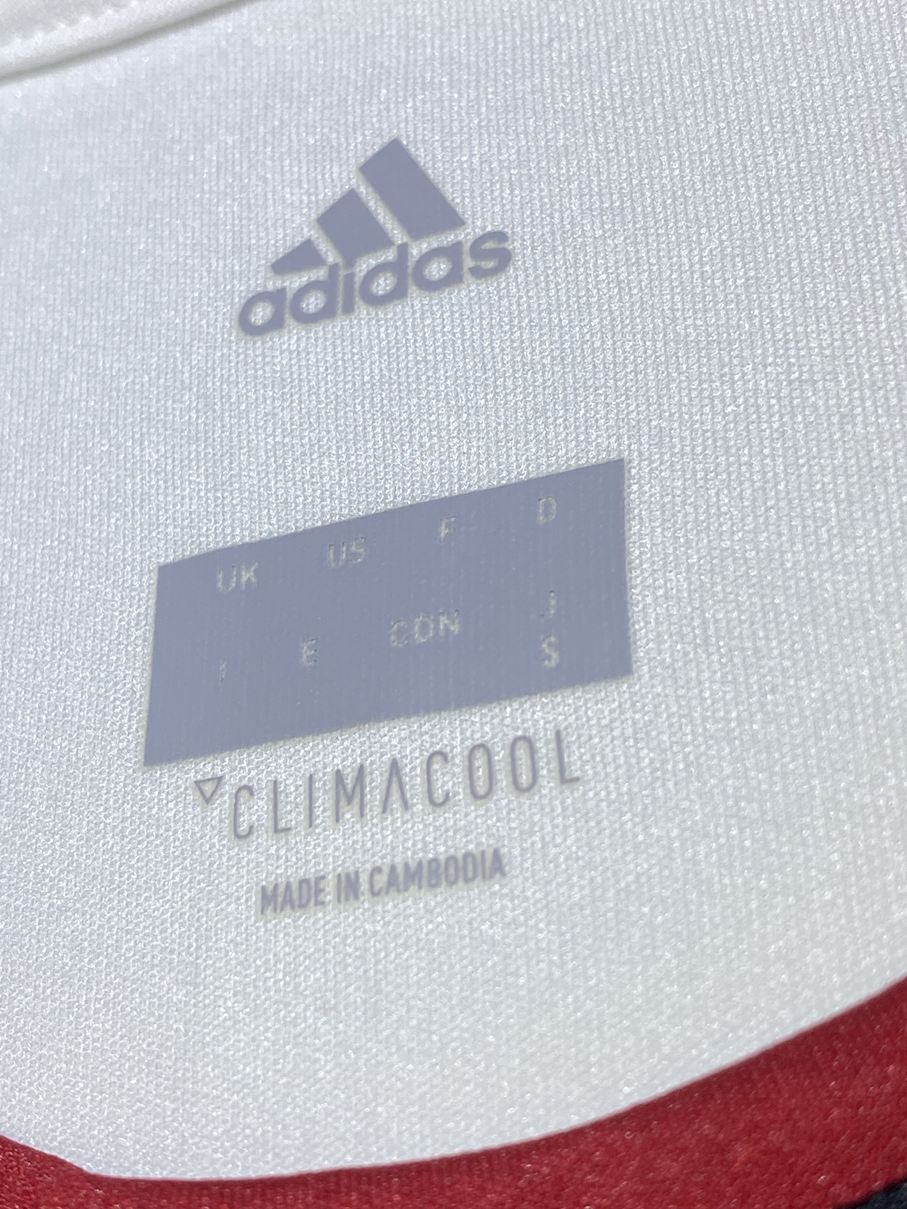 adidas
UK US F D
I E CDN J
S
CLIMACOOL
MADE IN CAMBODIA